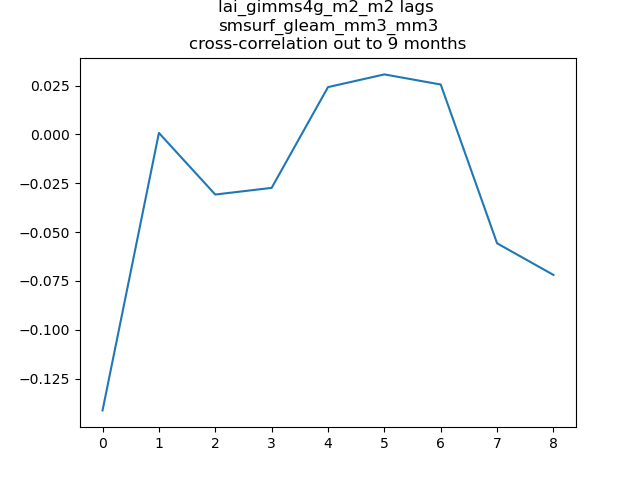 lai_gimms4g_m2_m2 lags
smsurf_gleam_mm3_mm3
cross-correlation out to 9 months
0.025
0.000
−0.025
−0.050
−0.075
−0.100
−0.125
0 1 2 3 4 5 6 7 8